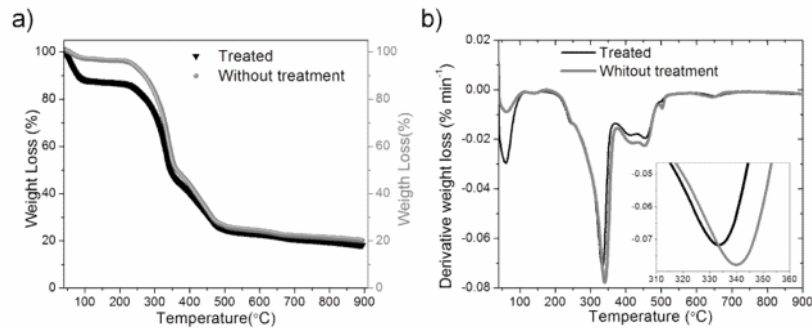 a)
100
80
60
40
20
0
Weight Loss (%)
Treated
Without treatment
100
80
60
40
20
0
Weigth Loss(%)
100 200 300 400 500 600 700 800 900
Temperature(°C)
b)
0.02
0.00
-0.02
-0.04
-0.06
-0.08
Derivative weight loss (% min-1)
Treated
Whitout treatment
-0.05
-0.06
-0.07
310 320 330 340 350 360
100 200 300 400 500 600 700 800 900
Temperature (°C)